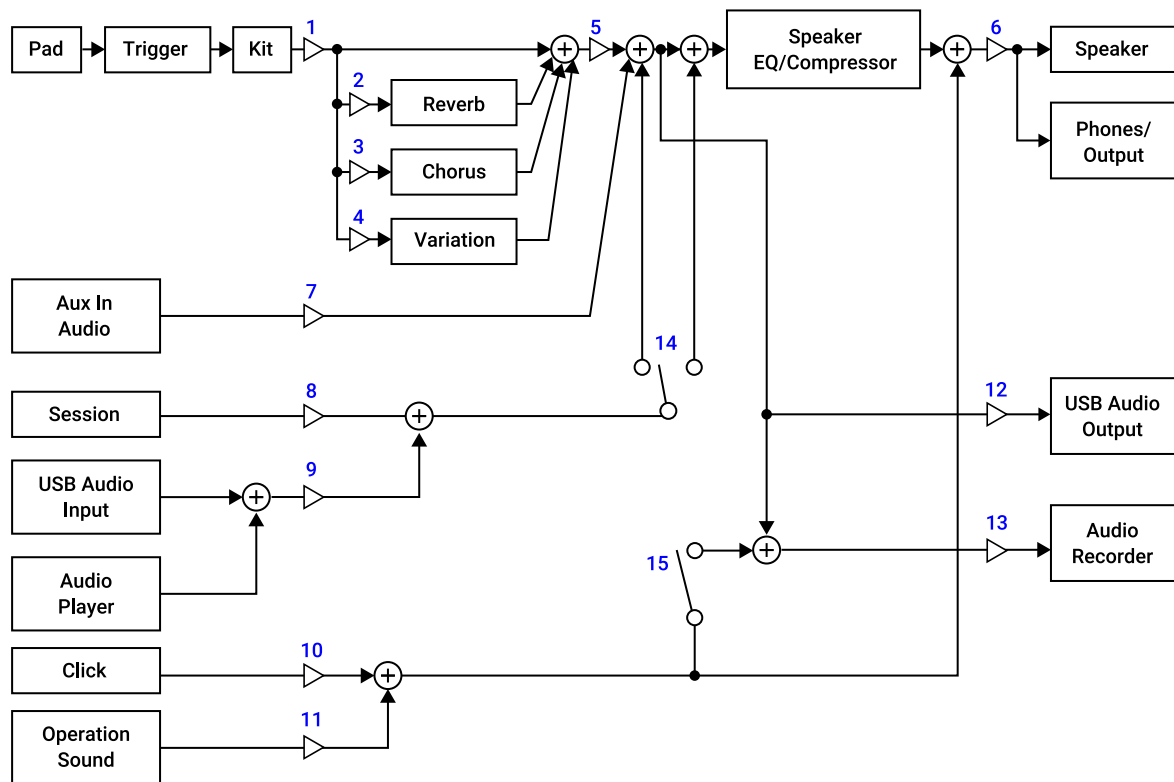 1
5
6
Pad
Trigger
Kit
Speaker
EQ/Compressor
Speaker
2
Reverb
Phones/
Output
3
Chorus
4
Variation
7
Aux In
Audio
14
8
Session
12
USB Audio
Output
9
USB Audio
Input
13
Audio
Recorder
15
Audio
Player
10
Click
11
Operation
Sound